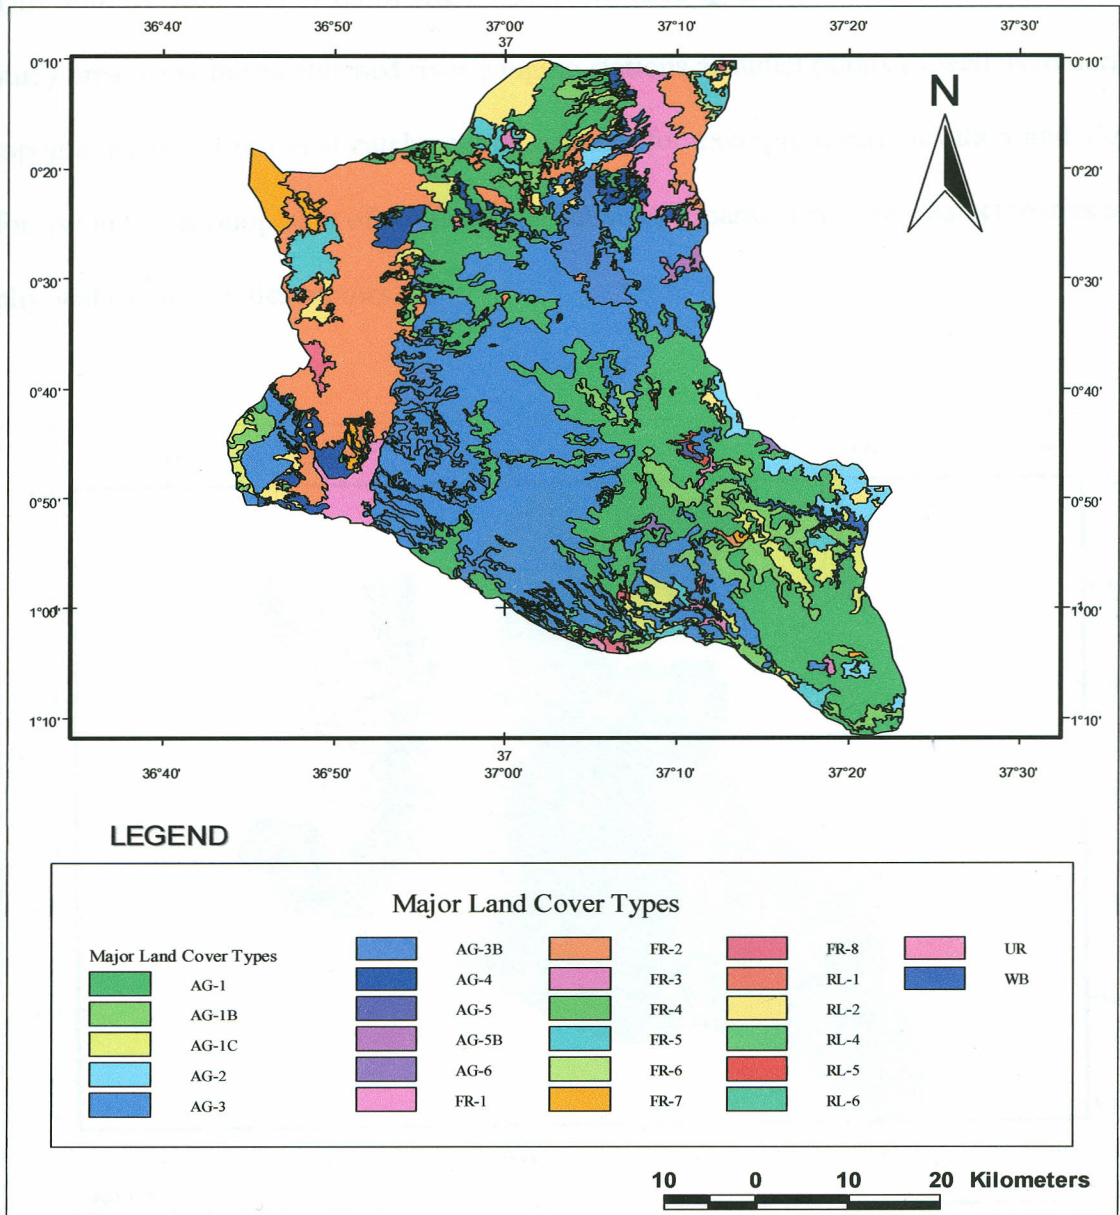 36°40' 36°50' 37°00' 37°10' 37°20' 37°30'
37
0°10' 0°10'
N
0°20' 0°20'
0°30' 0°30'
0°40' 0°40'
0°50' 0°50'
1°00' 1°00'
1°10' 1°10'
37
36°40' 36°50' 37°00' 37°10' 37°20' 37°30'
LEGEND
Major Land Cover Types
Major Land Cover Types
AG-1
AG-1B
AG-1C
AG-2
AG-3
AG-3B
AG-4
AG-5
AG-5B
AG-6
FR-1
FR-2
FR-3
FR-4
FR-5
FR-6
FR-7
FR-8
RL-1
RL-2
RL-4
RL-5
RL-6
UR
WB
10 0 10 20 Kilometers